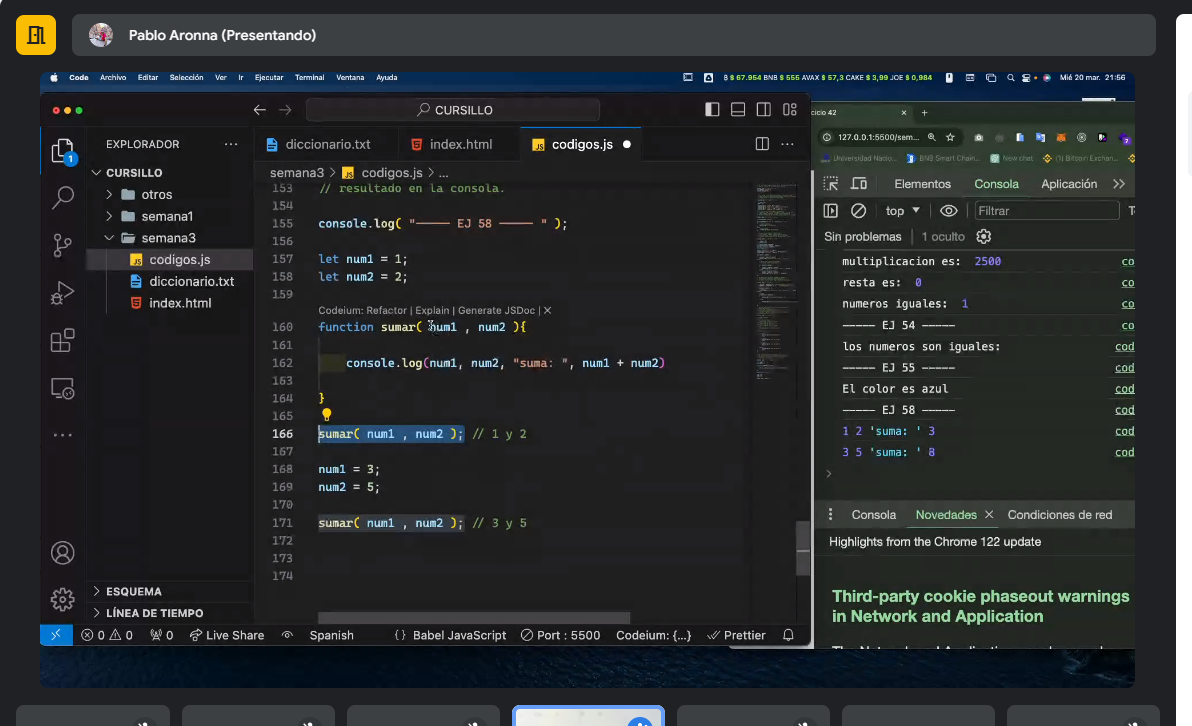 Pablo Aronna (Presentando)
Code Archivo Editar Selección Ver Ir Ejecutar Terminal Ventana Ayuda
฿ $ 67.954 BNB $ 555 AVAX $ 57,3 CAKE $ 3,99 JOE $ 0,984
Mié 20 mar. 21:56
CURSILLO
EXPLORADOR
CURSILLO
otros
semana1
semana3
codigos.js
diccionario.txt
index.html
ESQUEMA
LÍNEA DE TIEMPO
diccionario.txt index.html codigos.js
semana3 > codigos.js > ...
153 // resultado en la consola.
154
155 console.log( "───── EJ 58 ───── " );
156
157 let num1 = 1;
158 let num2 = 2;
159
Codeium: Refactor | Explain | Generate JSDoc | X
160 function sumar( num1 , num2 ){
161
162 console.log(num1, num2, "suma: ", num1 + num2)
163
164 }
165
166 sumar( num1 , num2 ); // 1 y 2
167
168 num1 = 3;
169 num2 = 5;
170
171 sumar( num1 , num2 ); // 3 y 5
172
173
174
0 0 0 Live Share Spanish {} Babel JavaScript Port : 5500 Codeium: {...} Prettier
cicio 42
127.0.0.1:5500/sem...
Universidad Nacio... BNB Smart Chain... New chat (1) Bitcoin Exchan...
Elementos Consola Aplicación
top Filtrar
Sin problemas 1 oculto
multiplicacion es: 2500 co
resta es: 0 co
numeros iguales: 1 co
───── EJ 54 ───── co
los numeros son iguales: cod
───── EJ 55 ───── cod
El color es azul cod
───── EJ 58 ───── cod
1 2 'suma: ' 3 cod
3 5 'suma: ' 8 cod
Consola Novedades Condiciones de red
Highlights from the Chrome 122 update
Third-party cookie phaseout warnings
in Network and Application